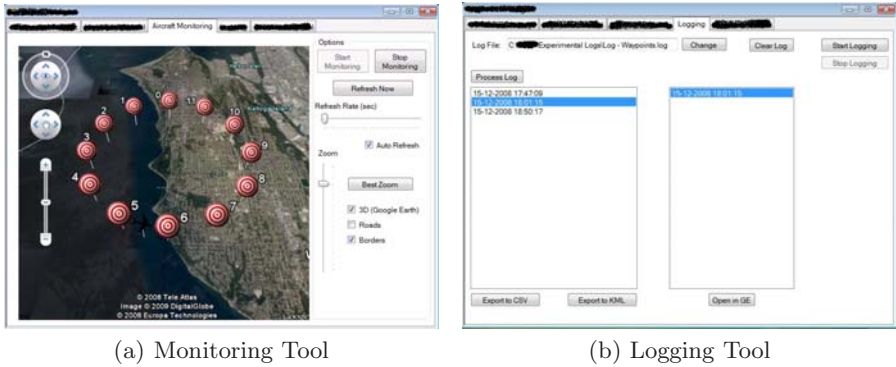 Aircraft Monitoring
Options
Start Monitoring
Stop Monitoring
Refresh Now
Refresh Rate (sec)
Auto Refresh
Zoom
Best Zoom
3D (Google Earth)
Roads
Borders
N
0
1
2
3
4
5
6
7
8
9
10
11
© 2008 Tele Atlas
Image © 2009 DigitalGlobe
© 2008 Europa Technologies
(a) Monitoring Tool
Logging
Log File: C: Experimental Logs\Log - Waypoints.log
Change
Clear Log
Start Logging
Stop Logging
Process Log
15-12-2008 17:47:09
15-12-2008 18:01:15
15-12-2008 18:50:17
15-12-2008 18:01:15
Export to CSV
Export to KML
Open in GE
(b) Logging Tool